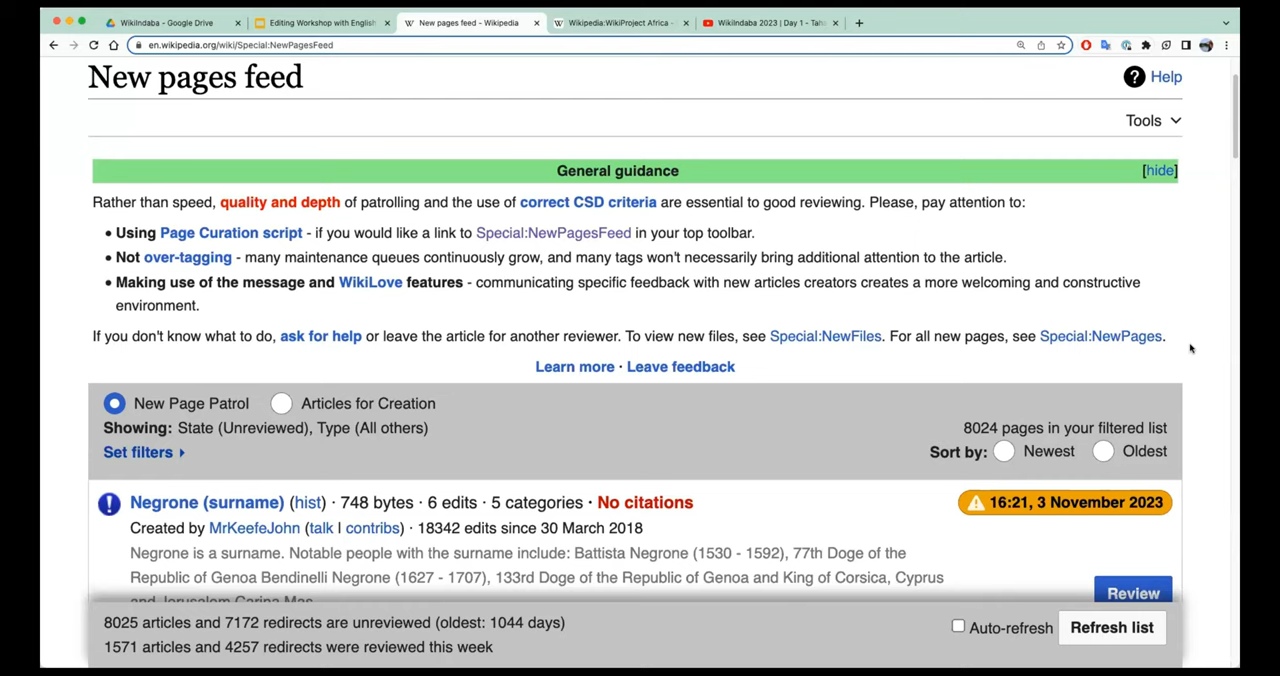 WikiIndaba - Google Drive
Editing Workshop with English
New pages feed - Wikipedia
Wikipedia:WikiProject Africa -
WikiIndaba 2023 | Day 1 - Tah
en.wikipedia.org/wiki/Special:NewPagesFeed
New pages feed
? Help
Tools
General guidance [hide]
Rather than speed, quality and depth of patrolling and the use of correct CSD criteria are essential to good reviewing. Please, pay attention to:
• Using Page Curation script - if you would like a link to Special:NewPagesFeed in your top toolbar.
• Not over-tagging - many maintenance queues continuously grow, and many tags won't necessarily bring additional attention to the article.
• Making use of the message and WikiLove features - communicating specific feedback with new articles creators creates a more welcoming and constructive
environment.
If you don't know what to do, ask for help or leave the article for another reviewer. To view new files, see Special:NewFiles. For all new pages, see Special:NewPages.
Learn more · Leave feedback
New Page Patrol Articles for Creation
Showing: State (Unreviewed), Type (All others) 8024 pages in your filtered list
Set filters Sort by: Newest Oldest
Negrone (surname) (hist) · 748 bytes · 6 edits · 5 categories · No citations 16:21, 3 November 2023
Created by MrKeefeJohn (talk | contribs) · 18342 edits since 30 March 2018
Negrone is a surname. Notable people with the surname include: Battista Negrone (1530 - 1592), 77th Doge of the
Republic of Genoa Bendinelli Negrone (1627 - 1707), 133rd Doge of the Republic of Genoa and King of Corsica, Cyprus
and Jerusalem Carina Mas
Review
8025 articles and 7172 redirects are unreviewed (oldest: 1044 days)
1571 articles and 4257 redirects were reviewed this week
Auto-refresh Refresh list